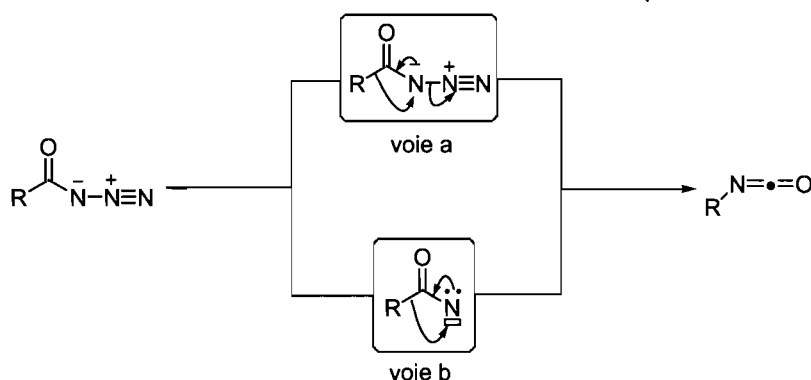 O
R N⁻–N⁺≡N
voie a
O
R N⁻–N⁺≡N
R N=•=O
O
R N
voie b